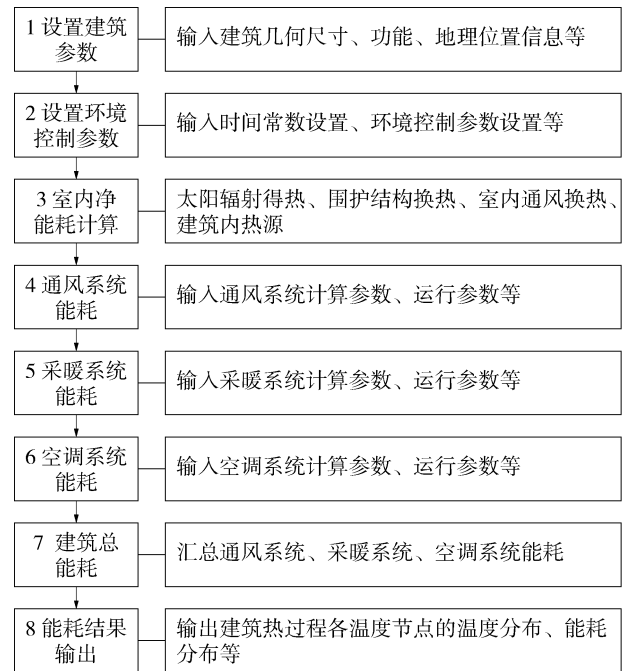 1 设置建筑
参数
输入建筑几何尺寸、功能、地理位置信息等
2 设置环境
控制参数
输入时间常数设置、环境控制参数设置等
3 室内净
能耗计算
太阳辐射得热、围护结构换热、室内通风换热、
建筑内热源
4 通风系统
能耗
输入通风系统计算参数、运行参数等
5 采暖系统
能耗
输入采暖系统计算参数、运行参数等
6 空调系统
能耗
输入空调系统计算参数、运行参数等
7 建筑总
能耗
汇总通风系统、采暖系统、空调系统能耗
8 能耗结果
输出
输出建筑热过程各温度节点的温度分布、能耗
分布等